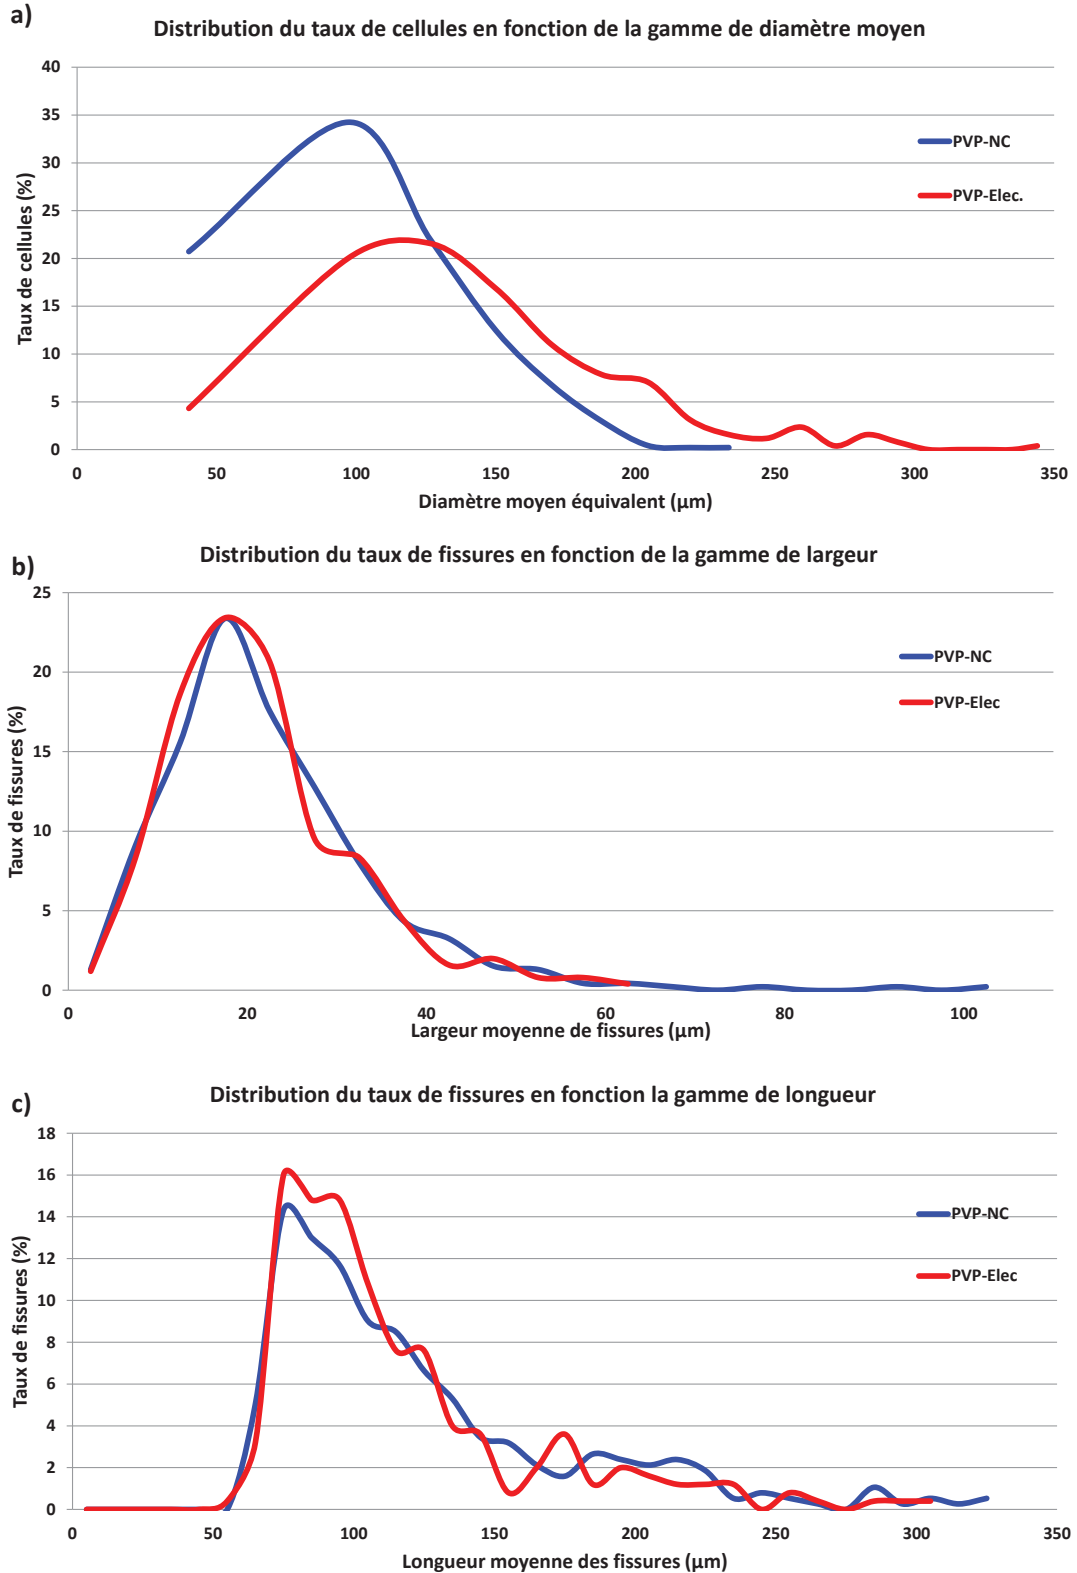 a)
Distribution du taux de cellules en fonction de la gamme de diamètre moyen
40
35
30
25
20
15
10
5
0
Taux de cellules (%)
PVP-NC
PVP-Elec.
0 50 100 150 200 250 300 350
Diamètre moyen équivalent (µm)
b)
Distribution du taux de fissures en fonction de la gamme de largeur
25
20
15
10
5
0
Taux de fissures (%)
PVP-NC
PVP-Elec
0 20 40 60 80 100
Largeur moyenne de fissures (µm)
c)
Distribution du taux de fissures en fonction la gamme de longueur
18
16
14
12
10
8
6
4
2
0
Taux de fissures (%)
PVP-NC
PVP-Elec
0 50 100 150 200 250 300 350
Longueur moyenne des fissures (µm)